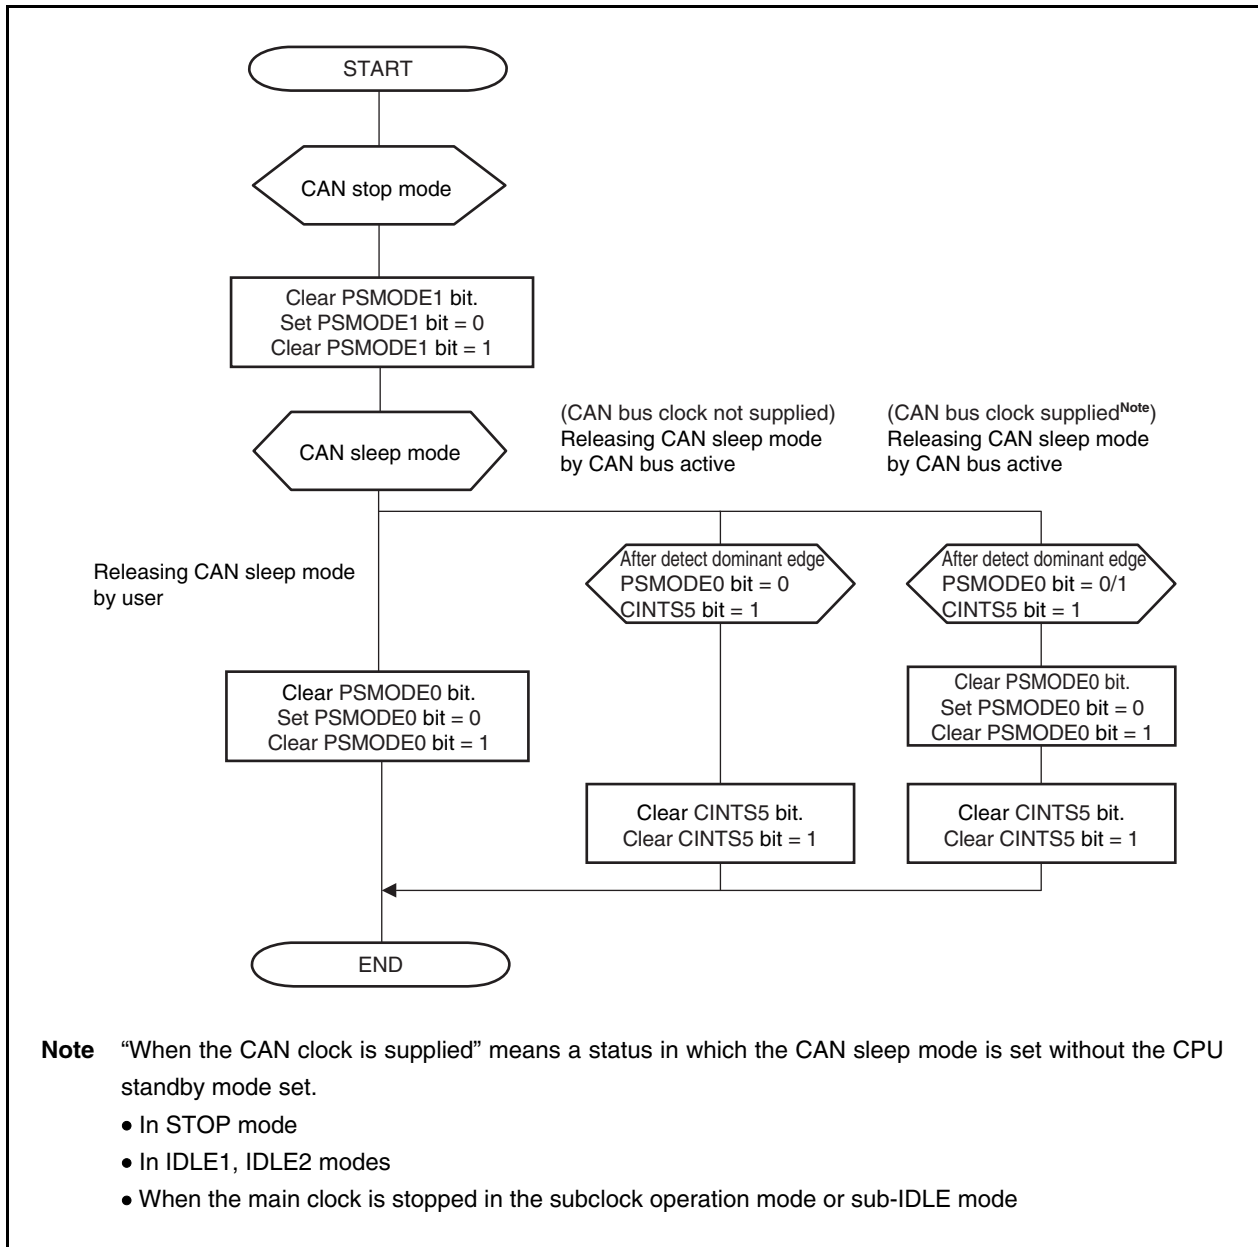 START
CAN stop mode
Clear PSMODE1 bit.
Set PSMODE1 bit = 0
Clear PSMODE1 bit = 1
CAN sleep mode
(CAN bus clock not supplied)
Releasing CAN sleep mode
by CAN bus active
(CAN bus clock supplied^Note)
Releasing CAN sleep mode
by CAN bus active
Releasing CAN sleep mode
by user
After detect dominant edge
PSMODE0 bit = 0
CINTS5 bit = 1
After detect dominant edge
PSMODE0 bit = 0/1
CINTS5 bit = 1
Clear PSMODE0 bit.
Set PSMODE0 bit = 0
Clear PSMODE0 bit = 1
Clear PSMODE0 bit.
Set PSMODE0 bit = 0
Clear PSMODE0 bit = 1
Clear CINTS5 bit.
Clear CINTS5 bit = 1
Clear CINTS5 bit.
Clear CINTS5 bit = 1
END
Note “When the CAN clock is supplied” means a status in which the CAN sleep mode is set without the CPU
standby mode set.
• In STOP mode
• In IDLE1, IDLE2 modes
• When the main clock is stopped in the subclock operation mode or sub-IDLE mode